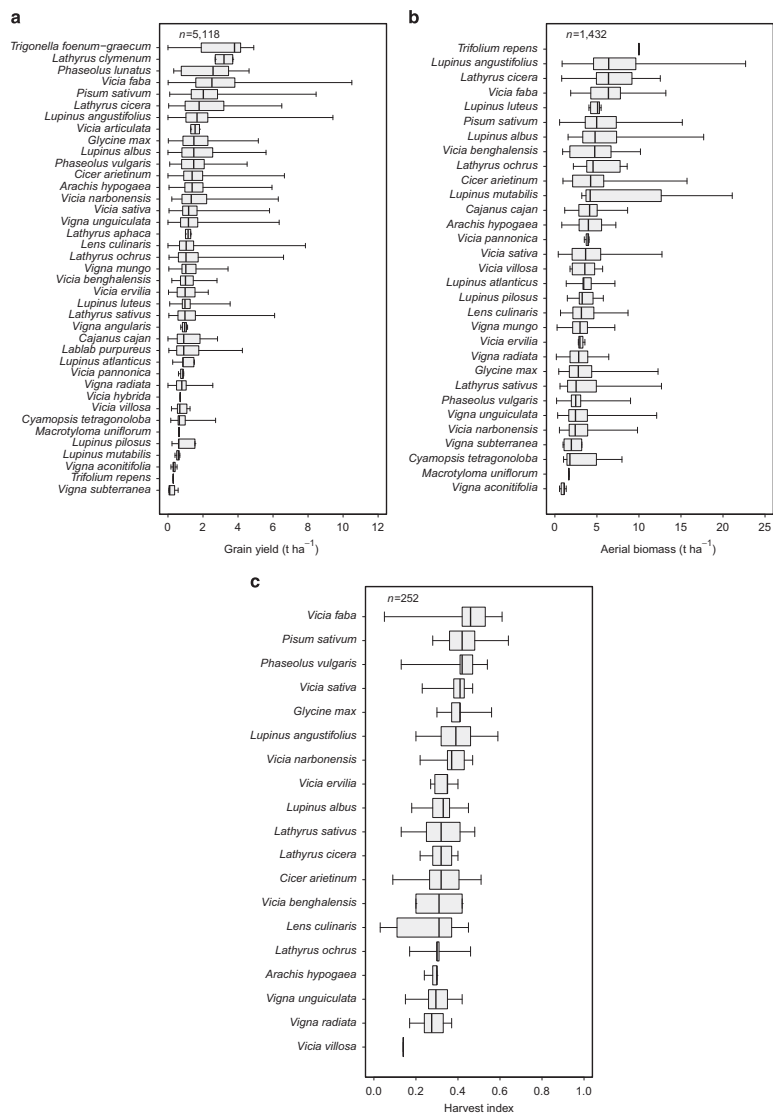 a
n=5,118
Trigonella foenum–graecum
Lathyrus clymenum
Phaseolus lunatus
Vicia faba
Pisum sativum
Lathyrus cicera
Lupinus angustifolius
Vicia articulata
Glycine max
Lupinus albus
Phaseolus vulgaris
Cicer arietinum
Arachis hypogaea
Vicia narbonensis
Vicia sativa
Vigna unguiculata
Lathyrus aphaca
Lens culinaris
Lathyrus ochrus
Vigna mungo
Vicia benghalensis
Vicia ervilia
Lupinus luteus
Lathyrus sativus
Vigna angularis
Cajanus cajan
Lablab purpureus
Lupinus atlanticus
Vicia pannonica
Vigna radiata
Vicia hybrida
Vicia villosa
Cyamopsis tetragonoloba
Macrotyloma uniflorum
Lupinus pilosus
Lupinus mutabilis
Vigna aconitifolia
Trifolium repens
Vigna subterranea
0 2 4 6 8 10 12
Grain yield (t ha−1)
b
n=1,432
Trifolium repens
Lupinus angustifolius
Lathyrus cicera
Vicia faba
Lupinus luteus
Pisum sativum
Lupinus albus
Vicia benghalensis
Lathyrus ochrus
Cicer arietinum
Lupinus mutabilis
Cajanus cajan
Arachis hypogaea
Vicia pannonica
Vicia sativa
Vicia villosa
Lupinus atlanticus
Lupinus pilosus
Lens culinaris
Vigna mungo
Vicia ervilia
Vigna radiata
Glycine max
Lathyrus sativus
Phaseolus vulgaris
Vigna unguiculata
Vicia narbonensis
Vigna subterranea
Cyamopsis tetragonoloba
Macrotyloma uniflorum
Vigna aconitifolia
0 5 10 15 20 25
Aerial biomass (t ha−1)
c
n=252
Vicia faba
Pisum sativum
Phaseolus vulgaris
Vicia sativa
Glycine max
Lupinus angustifolius
Vicia narbonensis
Vicia ervilia
Lupinus albus
Lathyrus sativus
Lathyrus cicera
Cicer arietinum
Vicia benghalensis
Lens culinaris
Lathyrus ochrus
Arachis hypogaea
Vigna unguiculata
Vigna radiata
Vicia villosa
0.0 0.2 0.4 0.6 0.8 1.0
Harvest index